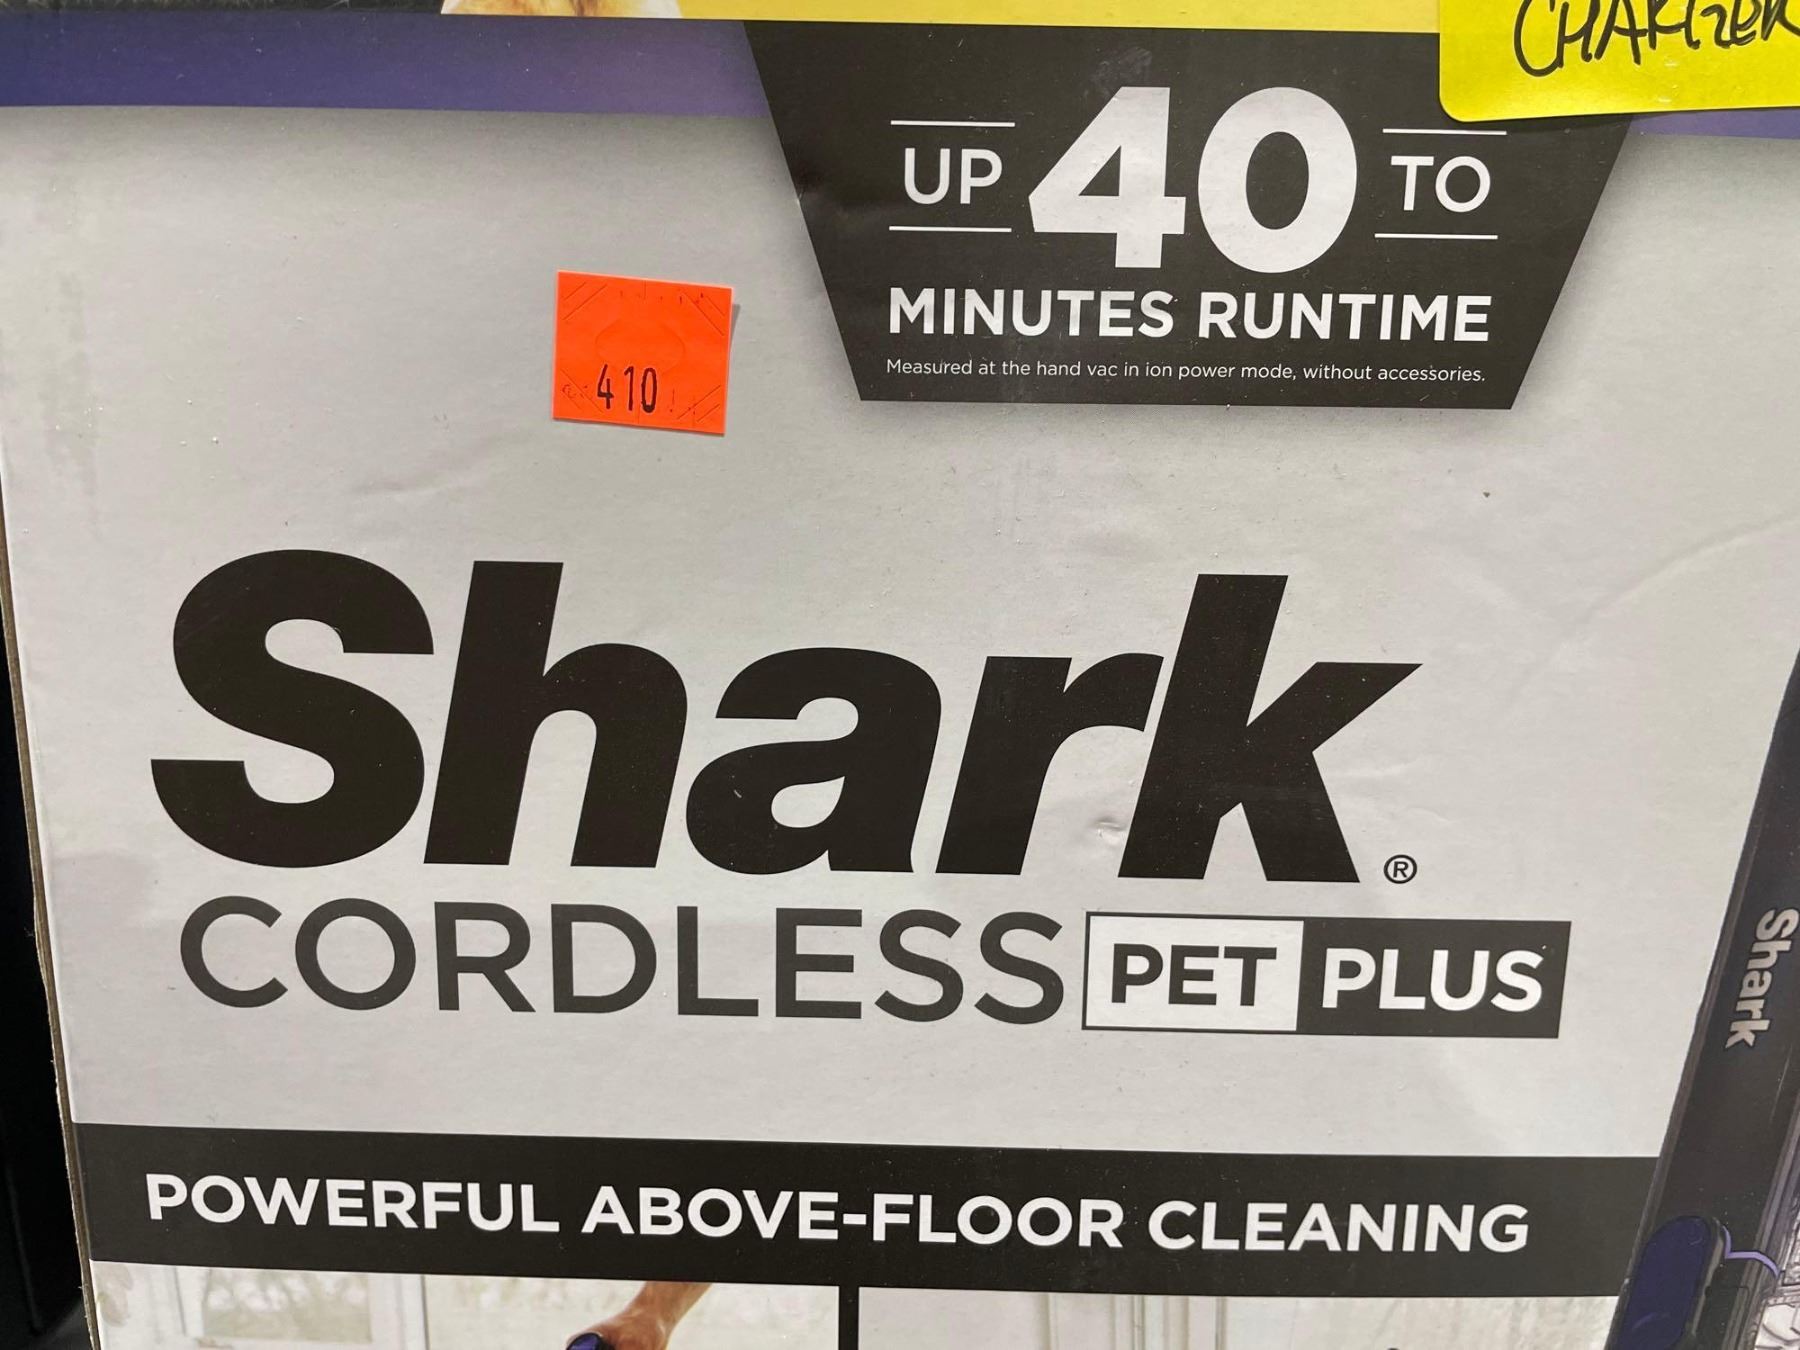 CHARGER
UP 40 TO
MINUTES RUNTIME
Measured at the hand vac in ion power mode, without accessories.
410
Shark®
CORDLESS PET PLUS
Shark
POWERFUL ABOVE-FLOOR CLEANING